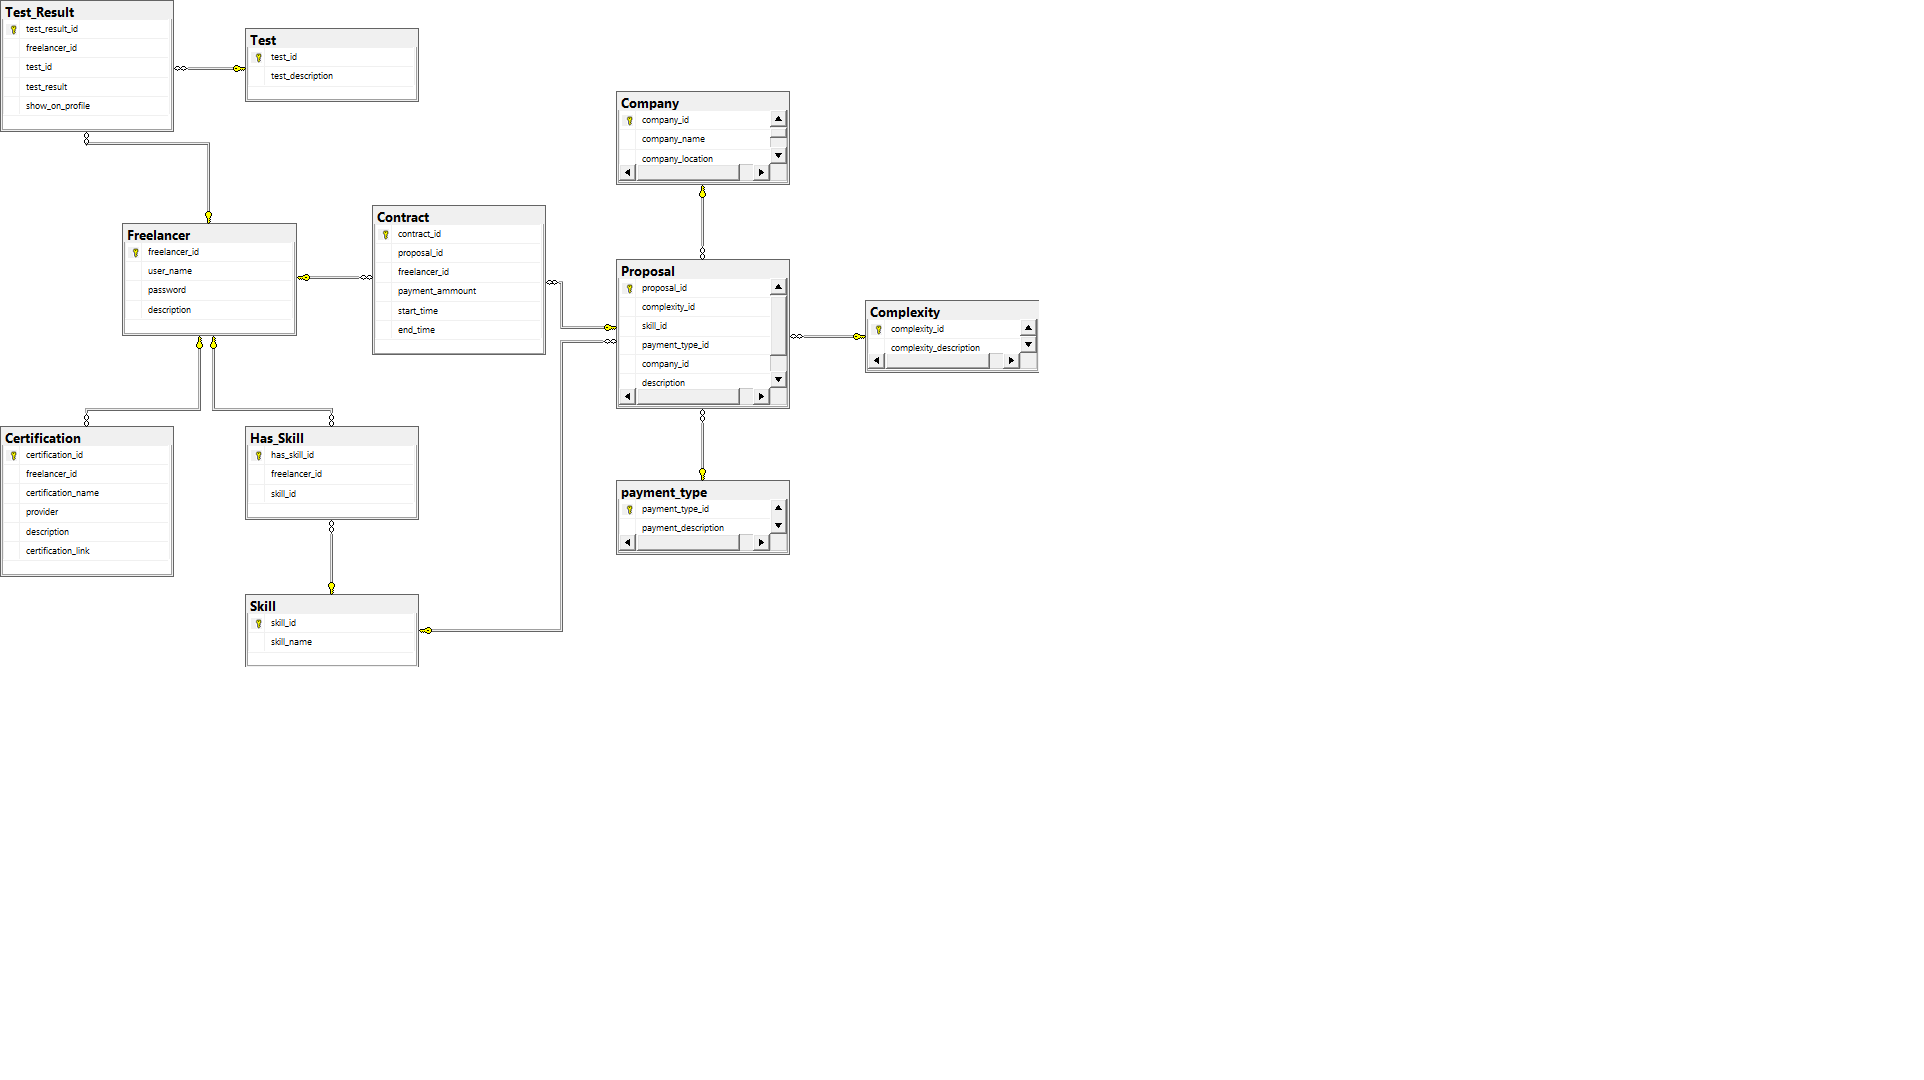 Test_Result
test_result_id
freelancer_id
test_id
test_result
show_on_profile
Test
test_id
test_description
Company
company_id
company_name
company_location
Freelancer
freelancer_id
user_name
password
description
Contract
contract_id
proposal_id
freelancer_id
payment_ammount
start_time
end_time
Proposal
proposal_id
complexity_id
skill_id
payment_type_id
company_id
description
Complexity
complexity_id
complexity_description
Certification
certification_id
freelancer_id
certification_name
provider
description
certification_link
Has_Skill
has_skill_id
freelancer_id
skill_id
payment_type
payment_type_id
payment_description
Skill
skill_id
skill_name